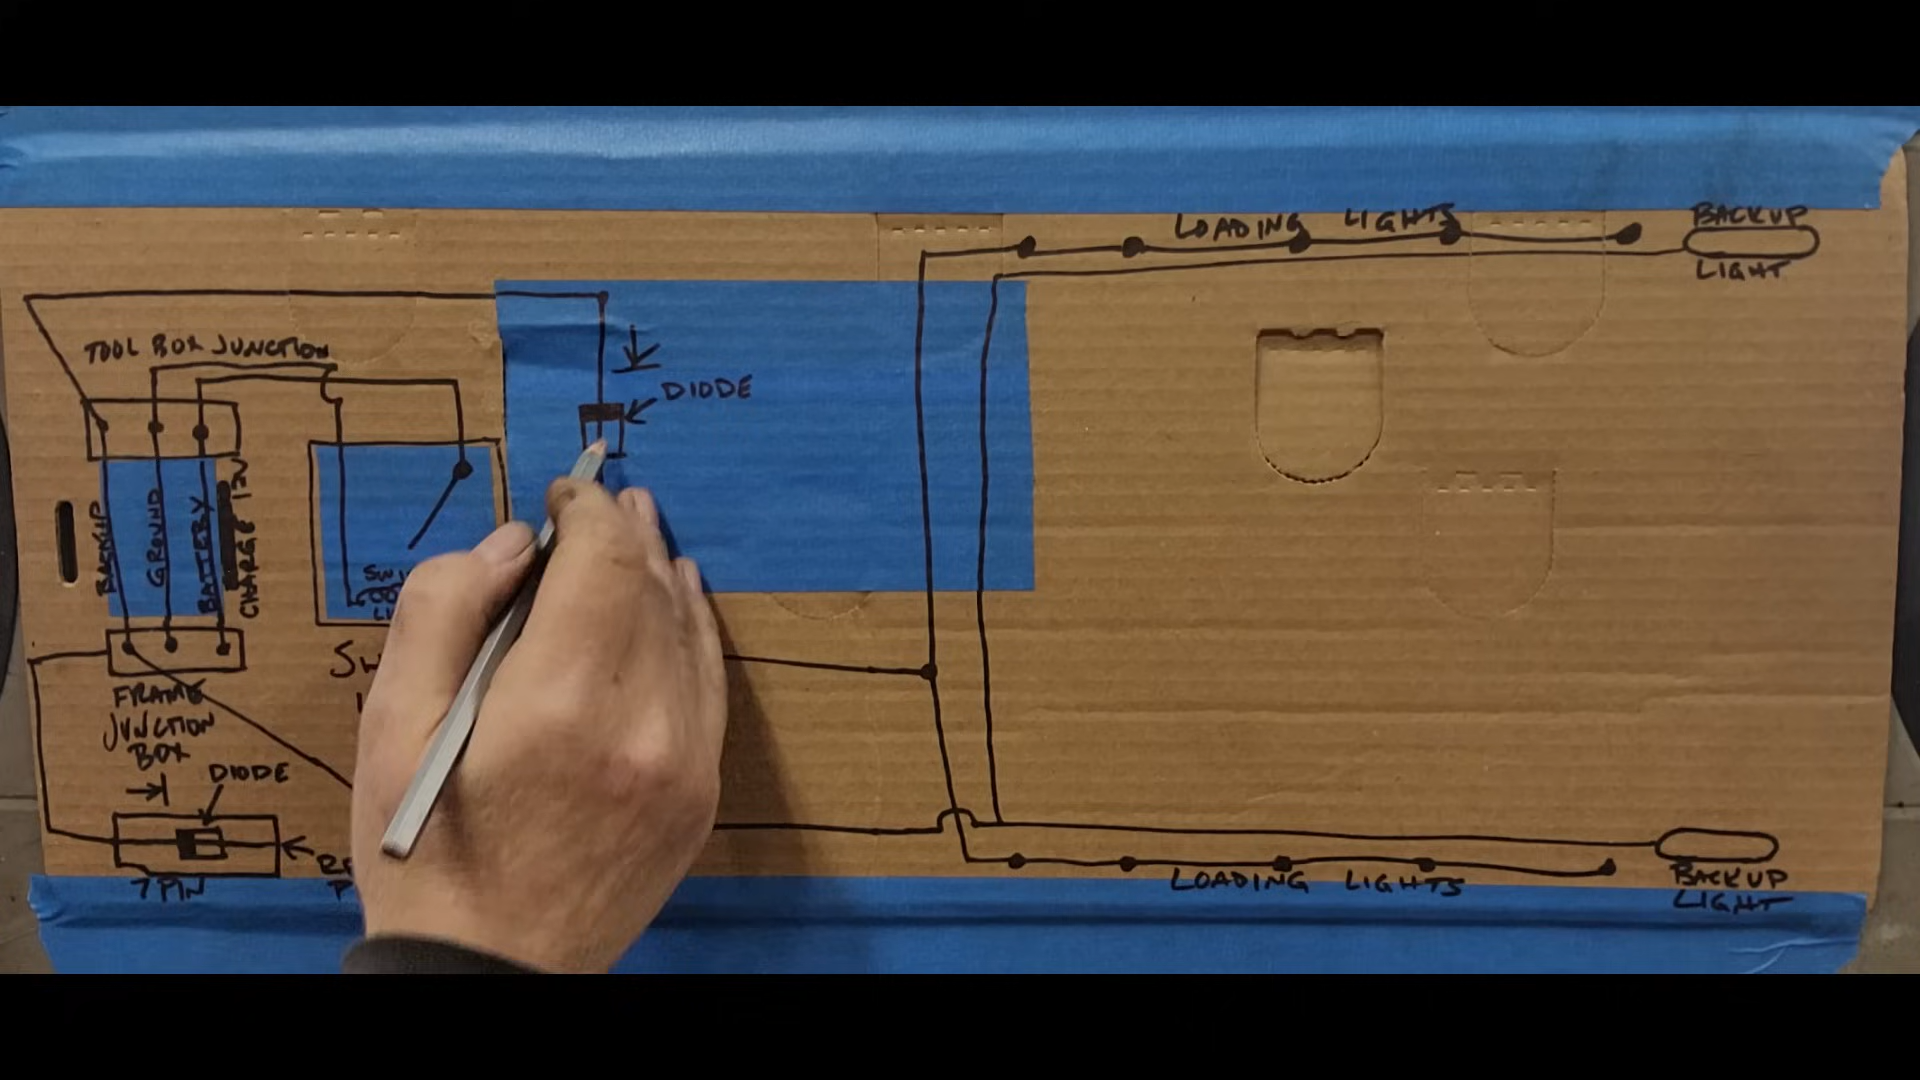 LOADING LIGHTS
BACKUP
LIGHT
TOOL BOX JUNCTION
DIODE
BACKUP
GROUND
BATTERY
CHARGE 12V
FRAME
JUNCTION
BOX
DIODE
7 PIN
LOADING LIGHTS
BACKUP
LIGHT